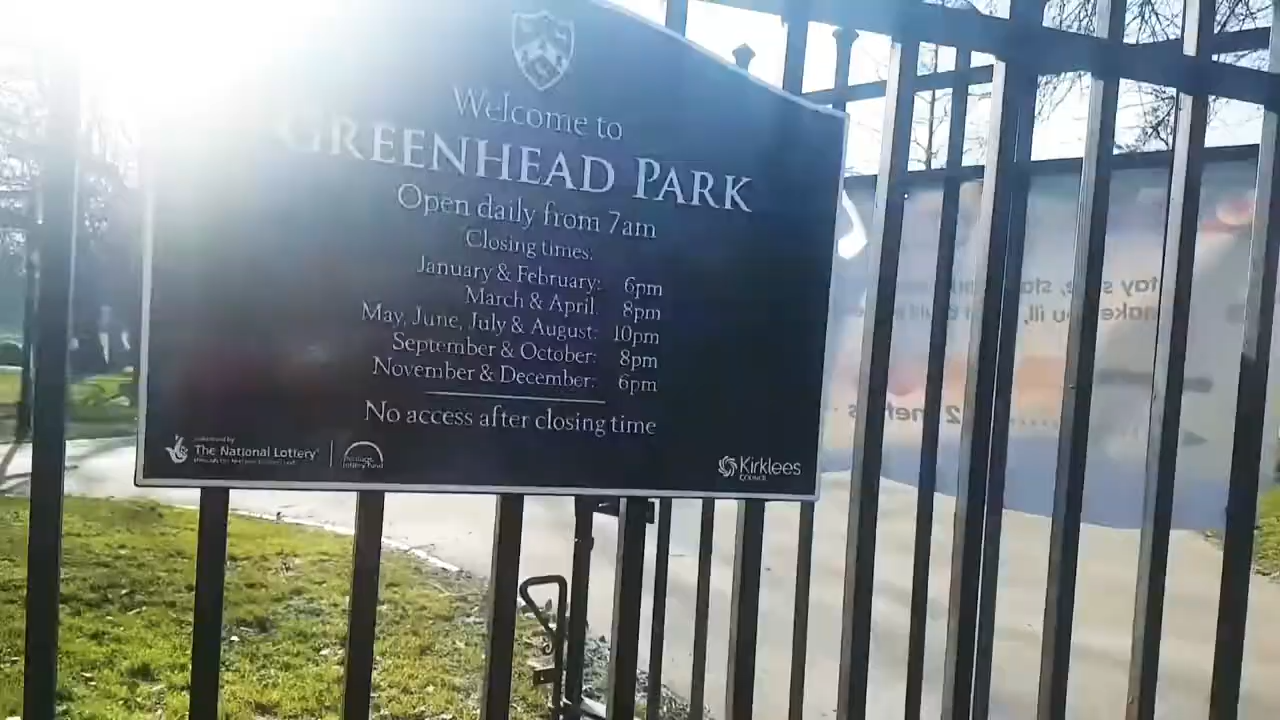 Welcome to
GREENHEAD PARK
Open daily from 7am
Closing times:
January & February: 6pm
March & April. 8pm
May, June, July & August: 10pm
September & October: 8pm
November & December: 6pm
No access after closing time
The National Lottery
heritage
lottery fund
Kirklees
COUNCIL